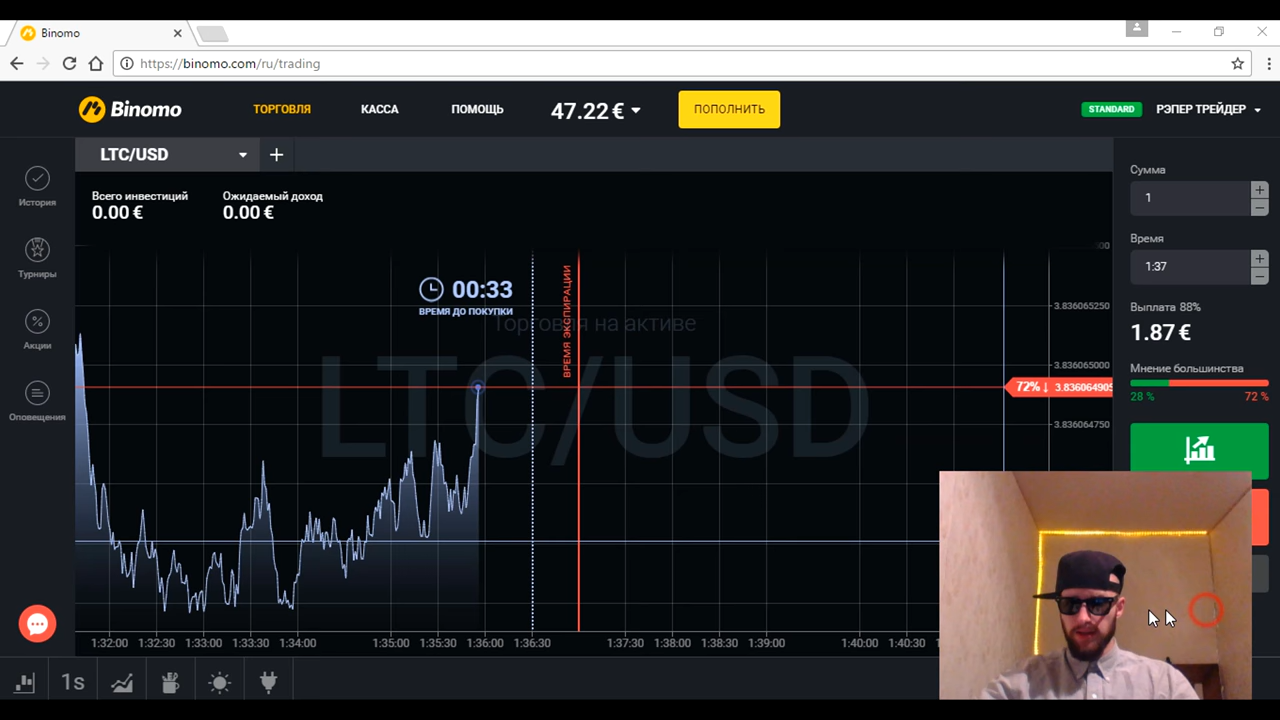 Binomo
https://binomo.com/ru/trading
Binomo
ТОРГОВЛЯ
КАССА
ПОМОЩЬ
47.22 €
ПОПОЛНИТЬ
STANDARD
РЭПЕР ТРЕЙДЕР
LTC/USD
История
Турниры
Акции
Оповещения
Всего инвестиций
0.00 €
Ожидаемый доход
0.00 €
00:33
ВРЕМЯ ДО ПОКУПКИ
ВРЕМЯ ЭКСПИРАЦИИ
Торговля на активе
LTC/USD
3.836065250
3.836065000
72% ↓ 3.83606490
3.836064750
1:32:00 1:32:30 1:33:00 1:33:30 1:34:00 1:35:00 1:35:30 1:36:00 1:36:30 1:37:30 1:38:00 1:38:30 1:39:00 1:40:00 1:40:30
1s
Сумма
1
Время
1:37
Выплата 88%
1.87 €
Мнение большинства
28 % 72 %